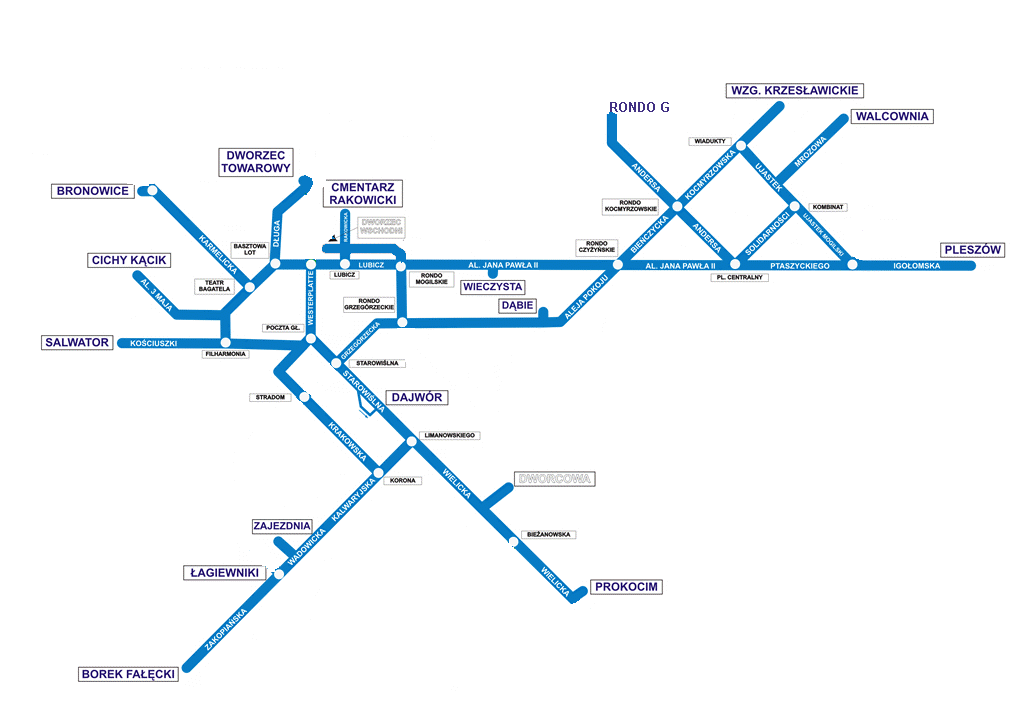 WZG. KRZESŁAWICKIE
RONDO G
WALCOWNIA
WIADUKTY
DWORZEC
TOWAROWY
BRONOWICE
CMENTARZ
RAKOWICKI
ANDERSA
KOCMYRZOWSKA
UJASTEK
MROZOWA
RONDO
KOCMYRZOWSKIE
KOMBINAT
RAKOWICKA
DWORZEC
WSCHODNI
DŁUGA
KARMELICKA
BASZTOWA
LOT
RONDO
CZYŻYŃSKIE
BIEŃCZYCKA
ANDERSA
SOLIDARNOŚCI
UJASTEK MOGILSKI
PLESZÓW
CICHY KĄCIK
LUBICZ
AL. JANA PAWŁA II
AL. JANA PAWŁA II
PTASZYCKIEGO
IGOŁOMSKA
LUBICZ
RONDO
MOGILSKIE
PL. CENTRALNY
TEATR
BAGATELA
AL. 3 MAJA
WESTERPLATTE
WIECZYSTA
RONDO
GRZEGÓRZECKIE
DĄBIE
ALEJA POKOJU
POCZTA GŁ.
GRZEGÓRZECKA
SALWATOR
KOŚCIUSZKI
FILHARMONIA
STAROWIŚLNA
STAROWIŚLNA
STRADOM
DAJWÓR
KRAKOWSKA
LIMANOWSKIEGO
KORONA
WIELICKA
DWORCOWA
KALWARYJSKA
ZAJEZDNIA
WADOWICKA
BIEŻANOWSKA
ŁAGIEWNIKI
WIELICKA
PROKOCIM
ZAKOPIAŃSKA
BOREK FAŁĘCKI